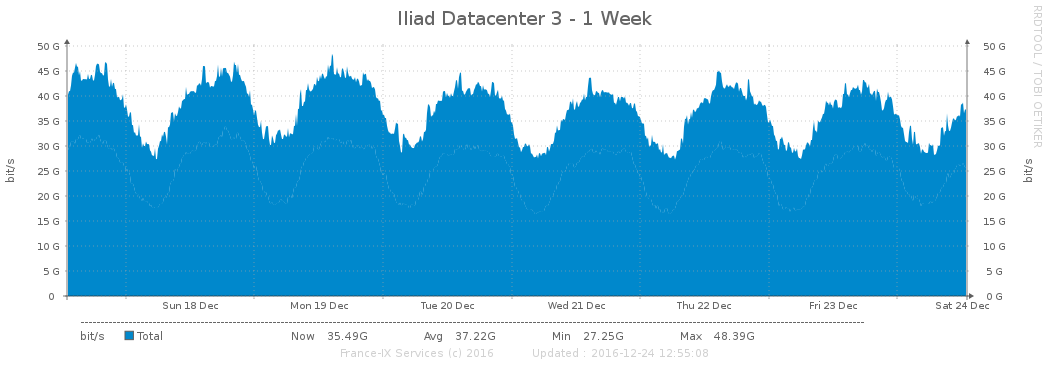 Iliad Datacenter 3 - 1 Week
RRDTOOL / TOBI OETIKER
50 G 50 G
45 G 45 G
40 G 40 G
35 G 35 G
30 G 30 G
25 G 25 G
20 G 20 G
15 G 15 G
10 G 10 G
5 G 5 G
0 0 G
bit/s bit/s
Sun 18 Dec Mon 19 Dec Tue 20 Dec Wed 21 Dec Thu 22 Dec Fri 23 Dec Sat 24 Dec
bit/s Total Now 35.49G Avg 37.22G Min 27.25G Max 48.39G
France-IX Services (c) 2016 Updated : 2016-12-24 12:55:08